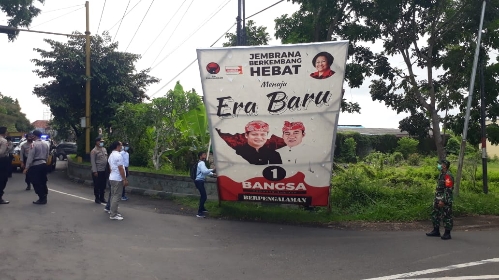 JEMBRANA
BERKEMBANG
HEBAT
Menuju
Era Baru
1
BANGSA
BERPENGALAMAN